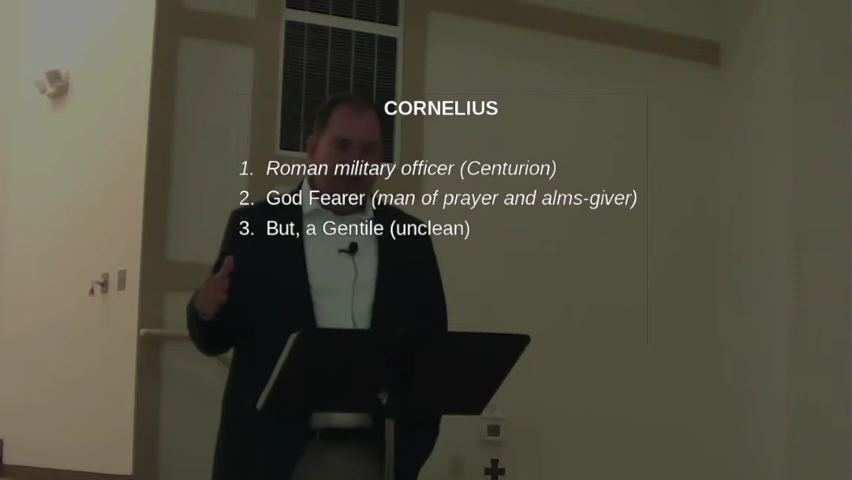 CORNELIUS
1. Roman military officer (Centurion)
2. God Fearer (man of prayer and alms-giver)
3. But, a Gentile (unclean)